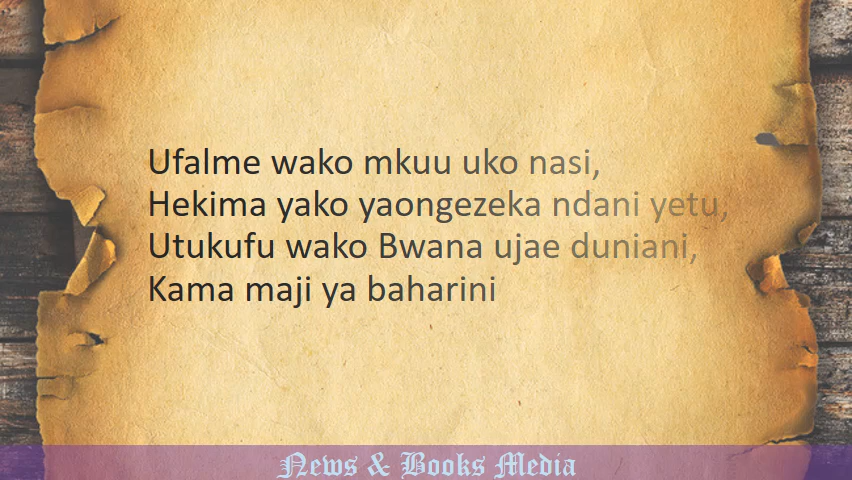 Ufalme wako mkuu uko nasi,
Hekima yako yaongezeka ndani yetu,
Utukufu wako Bwana ujae duniani,
Kama maji ya baharini
News & Books Media